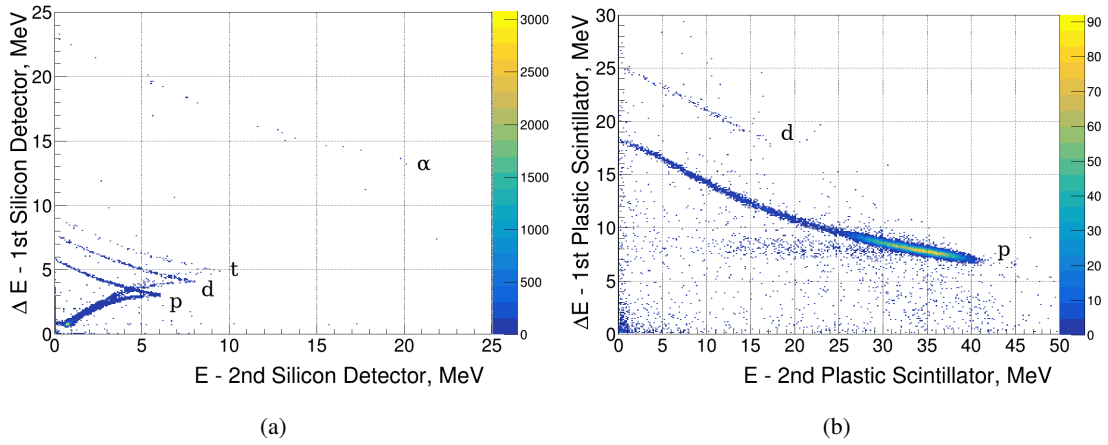 Δ E - 1st Silicon Detector, MeV
25
20
15
10
5
0
α
t
d
p
0 5 10 15 20 25
E - 2nd Silicon Detector, MeV
3000
2500
2000
1500
1000
500
0
(a)
ΔE - 1st Plastic Scintillator, MeV
30
25
20
15
10
5
0
d
p
0 5 10 15 20 25 30 35 40 45 50
E - 2nd Plastic Scintillator, MeV
90
80
70
60
50
40
30
20
10
0
(b)